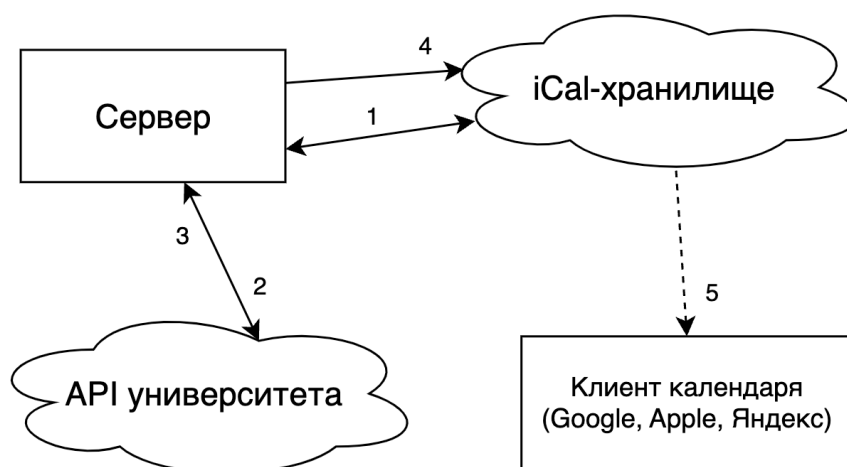 4
iCal-хранилище
Сервер
1
3
2
5
API университета
Клиент календаря
(Google, Apple, Яндекс)